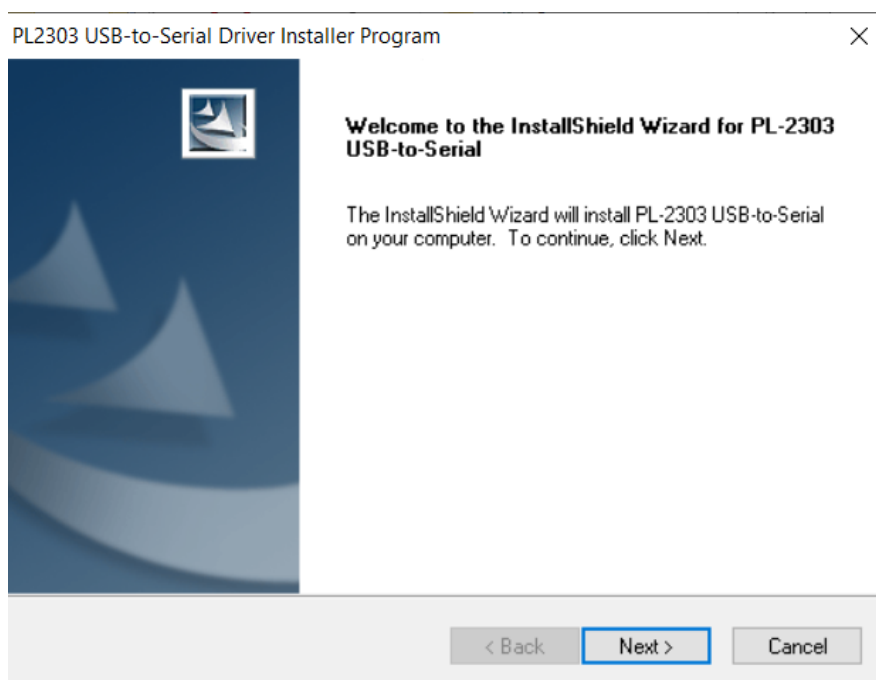 PL2303 USB-to-Serial Driver Installer Program
Welcome to the InstallShield Wizard for PL-2303
USB-to-Serial
The InstallShield Wizard will install PL-2303 USB-to-Serial
on your computer. To continue, click Next.
< Back Next > Cancel